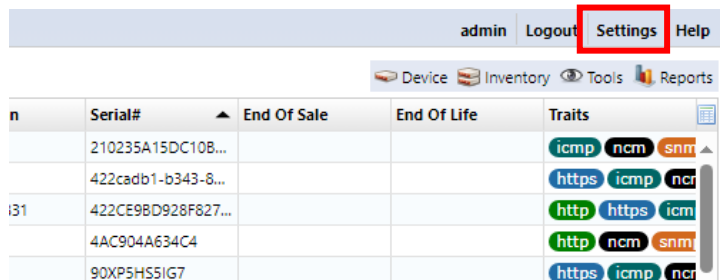 admin Logout Settings Help
Device Inventory Tools Reports
n Serial# End Of Sale End Of Life Traits
210235A15DC10B... icmp ncm snm
422cadb1-b343-8... https icmp ncr
331 422CE9BD928F827... http https icm
4AC904A634C4 http ncm snmp
90XP5HS5IG7 https icmp ncr